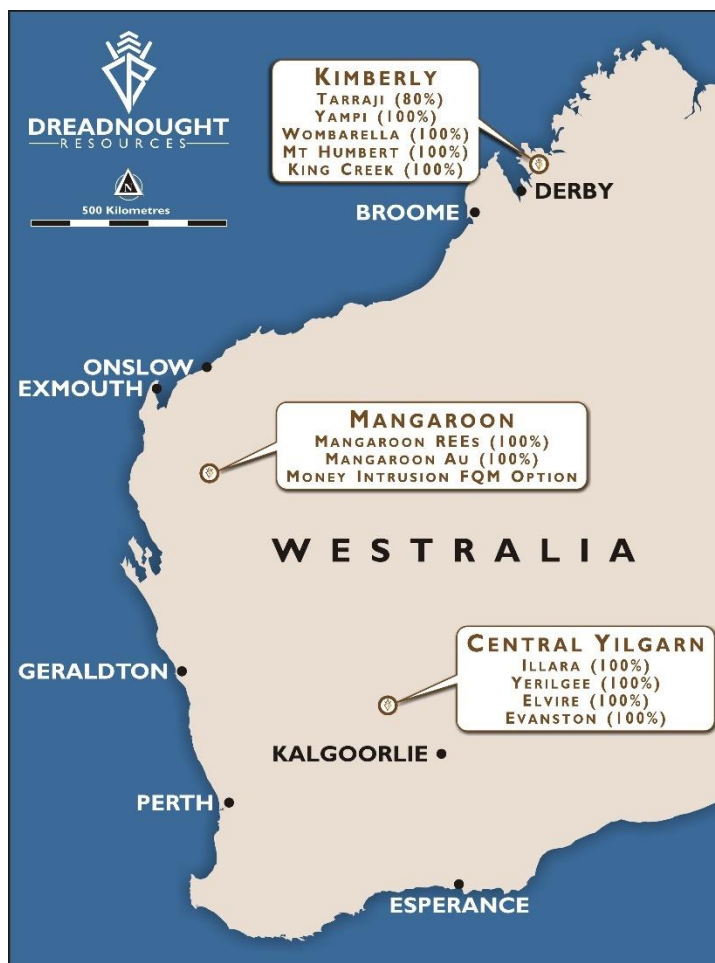 DREADNOUGHT
RESOURCES
N
500 Kilometres
KIMBERLY
TARRAJI (80%)
YAMPI (100%)
WOMBARELLA (100%)
MT HUMBERT (100%)
KING CREEK (100%)
DERBY
BROOME
ONSLOW
EXMOUTH
MANGAROON
MANGAROON REES (100%)
MANGAROON AU (100%)
MONEY INTRUSION FQM OPTION
WESTRALIA
CENTRAL YILGARN
ILLARA (100%)
YERILGEE (100%)
ELVIRE (100%)
EVANSTON (100%)
GERALDTON
KALGOORLIE
PERTH
ESPERANCE